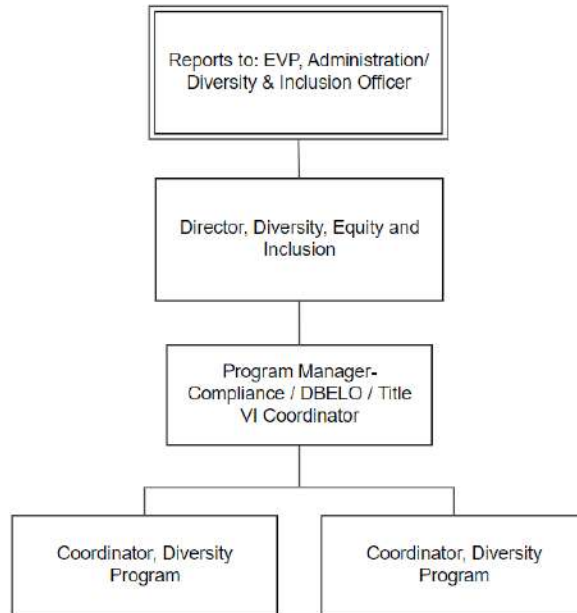 Reports to: EVP, Administration/
Diversity & Inclusion Officer
Director, Diversity, Equity and
Inclusion
Program Manager-
Compliance / DBELO / Title
VI Coordinator
Coordinator, Diversity
Program
Coordinator, Diversity
Program